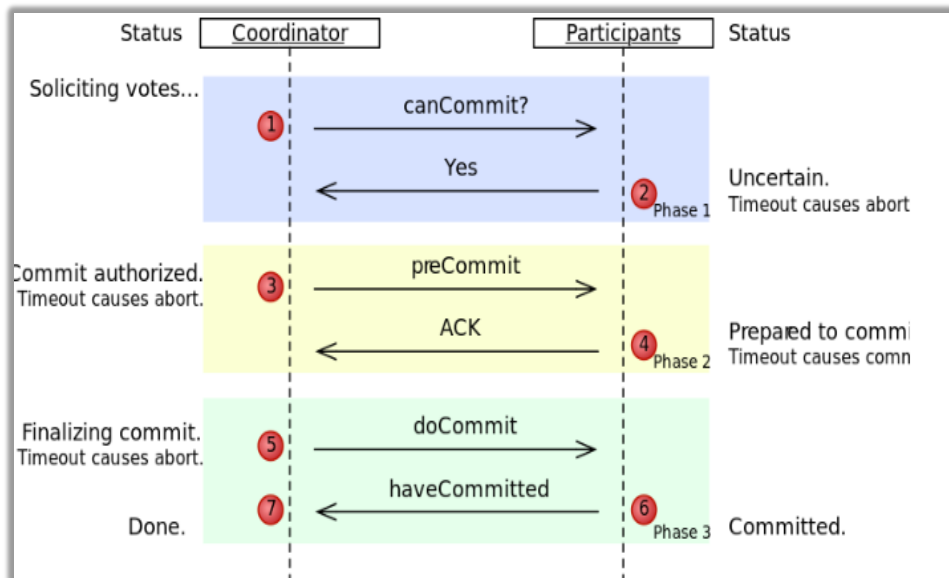 Status Coordinator Participants Status
Soliciting votes...
canCommit?
1
Yes
2
Phase 1
Uncertain.
Timeout causes abort
Commit authorized.
Timeout causes abort.
preCommit
3
ACK
4
Phase 2
Prepared to commi
Timeout causes comm
Finalizing commit.
Timeout causes abort.
doCommit
5
haveCommitted
7
6
Phase 3
Done.
Committed.